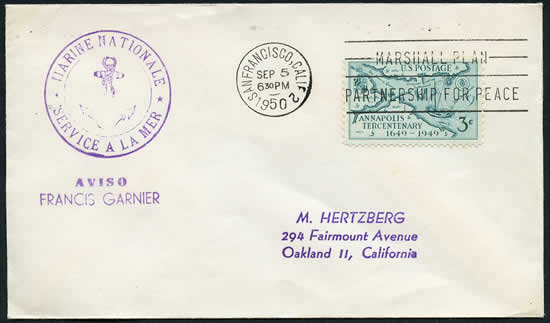 ★ MARINE NATIONALE ★
SERVICE A LA MER
AVISO
FRANCIS GARNIER
SAN FRANCISCO, CALIF. 2
SEP 5
6 30 PM
1950
MARSHALL PLAN
PARTNERSHIP FOR PEACE
U.S. POSTAGE
ANNAPOLIS
TERCENTENARY
1649-1949
3¢
M. HERTZBERG
294 Fairmount Avenue
Oakland 11, California